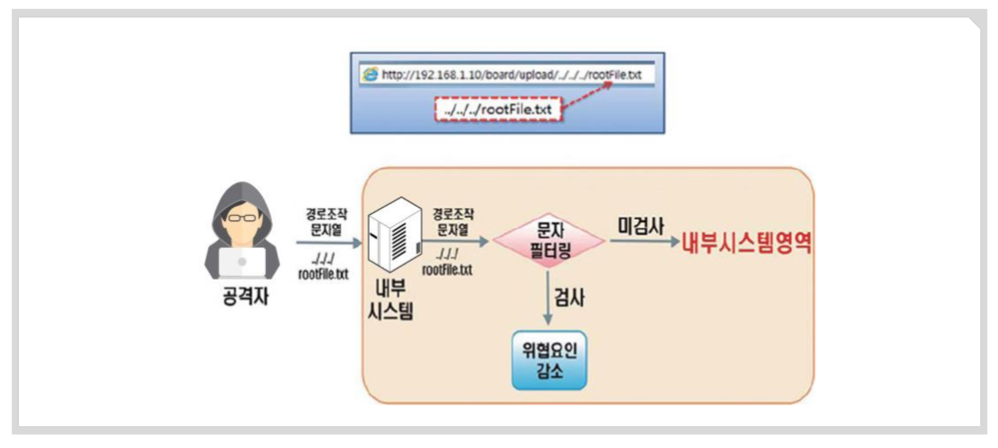 http://192.168.1.10/board/upload/../../../rootFile.txt
../../../rootFile.txt
경로조작
문자열
../../
rootFile.txt
공격자
내부
시스템
경로조작
문자열
../../
rootFile.txt
문자
필터링
미검사
내부시스템영역
검사
위협요인
감소